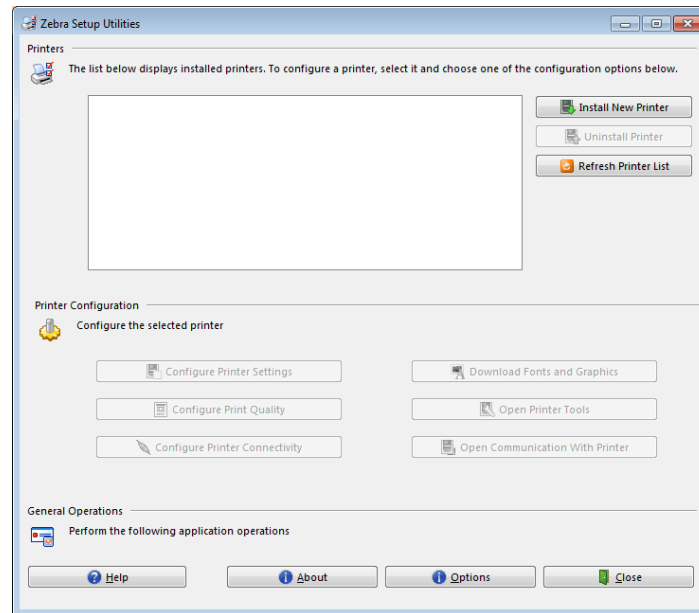 Zebra Setup Utilities
Printers
The list below displays installed printers. To configure a printer, select it and choose one of the configuration options below.
Install New Printer
Uninstall Printer
Refresh Printer List
Printer Configuration
Configure the selected printer
Configure Printer Settings
Download Fonts and Graphics
Configure Print Quality
Open Printer Tools
Configure Printer Connectivity
Open Communication With Printer
General Operations
Perform the following application operations
Help
About
Options
Close